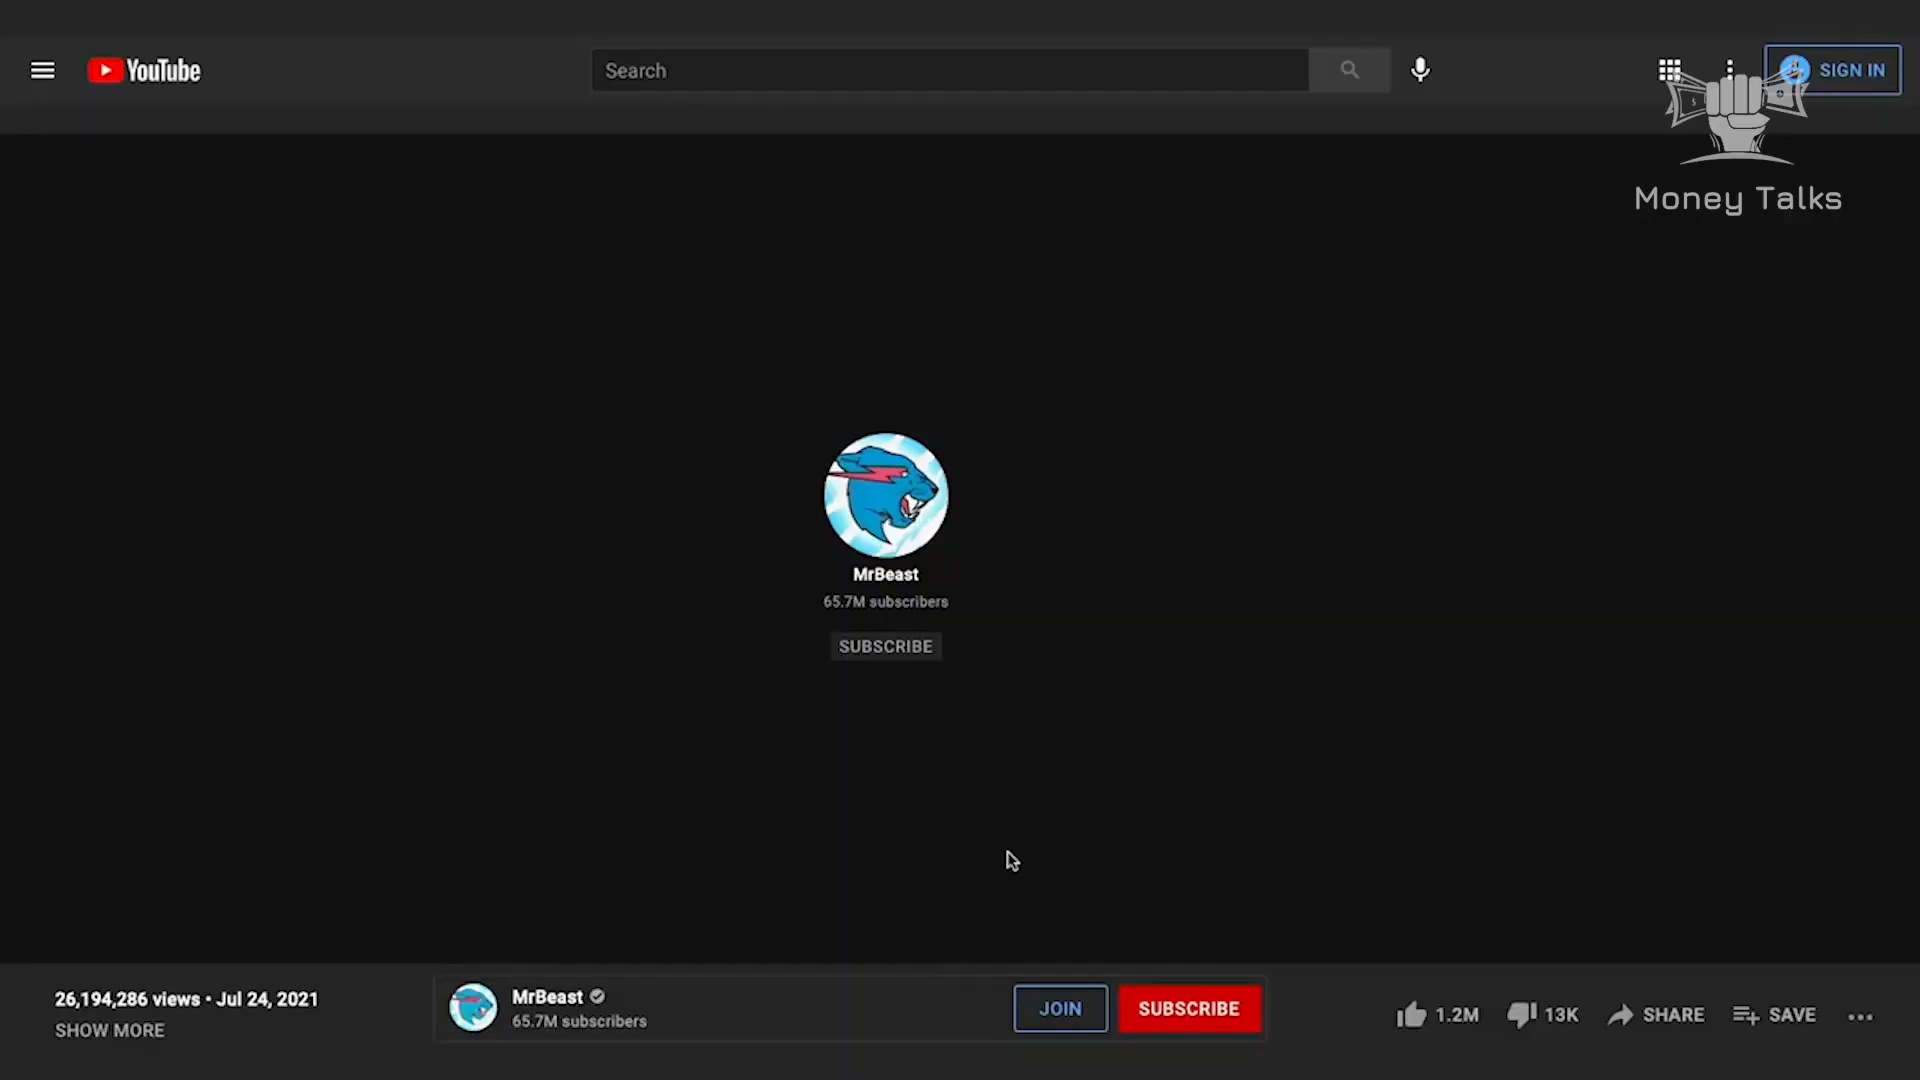 YouTube
Search
SIGN IN
Money Talks
MrBeast
65.7M subscribers
SUBSCRIBE
26,194,286 views • Jul 24, 2021
SHOW MORE
MrBeast
65.7M subscribers
JOIN
SUBSCRIBE
1.2M
13K
SHARE
SAVE